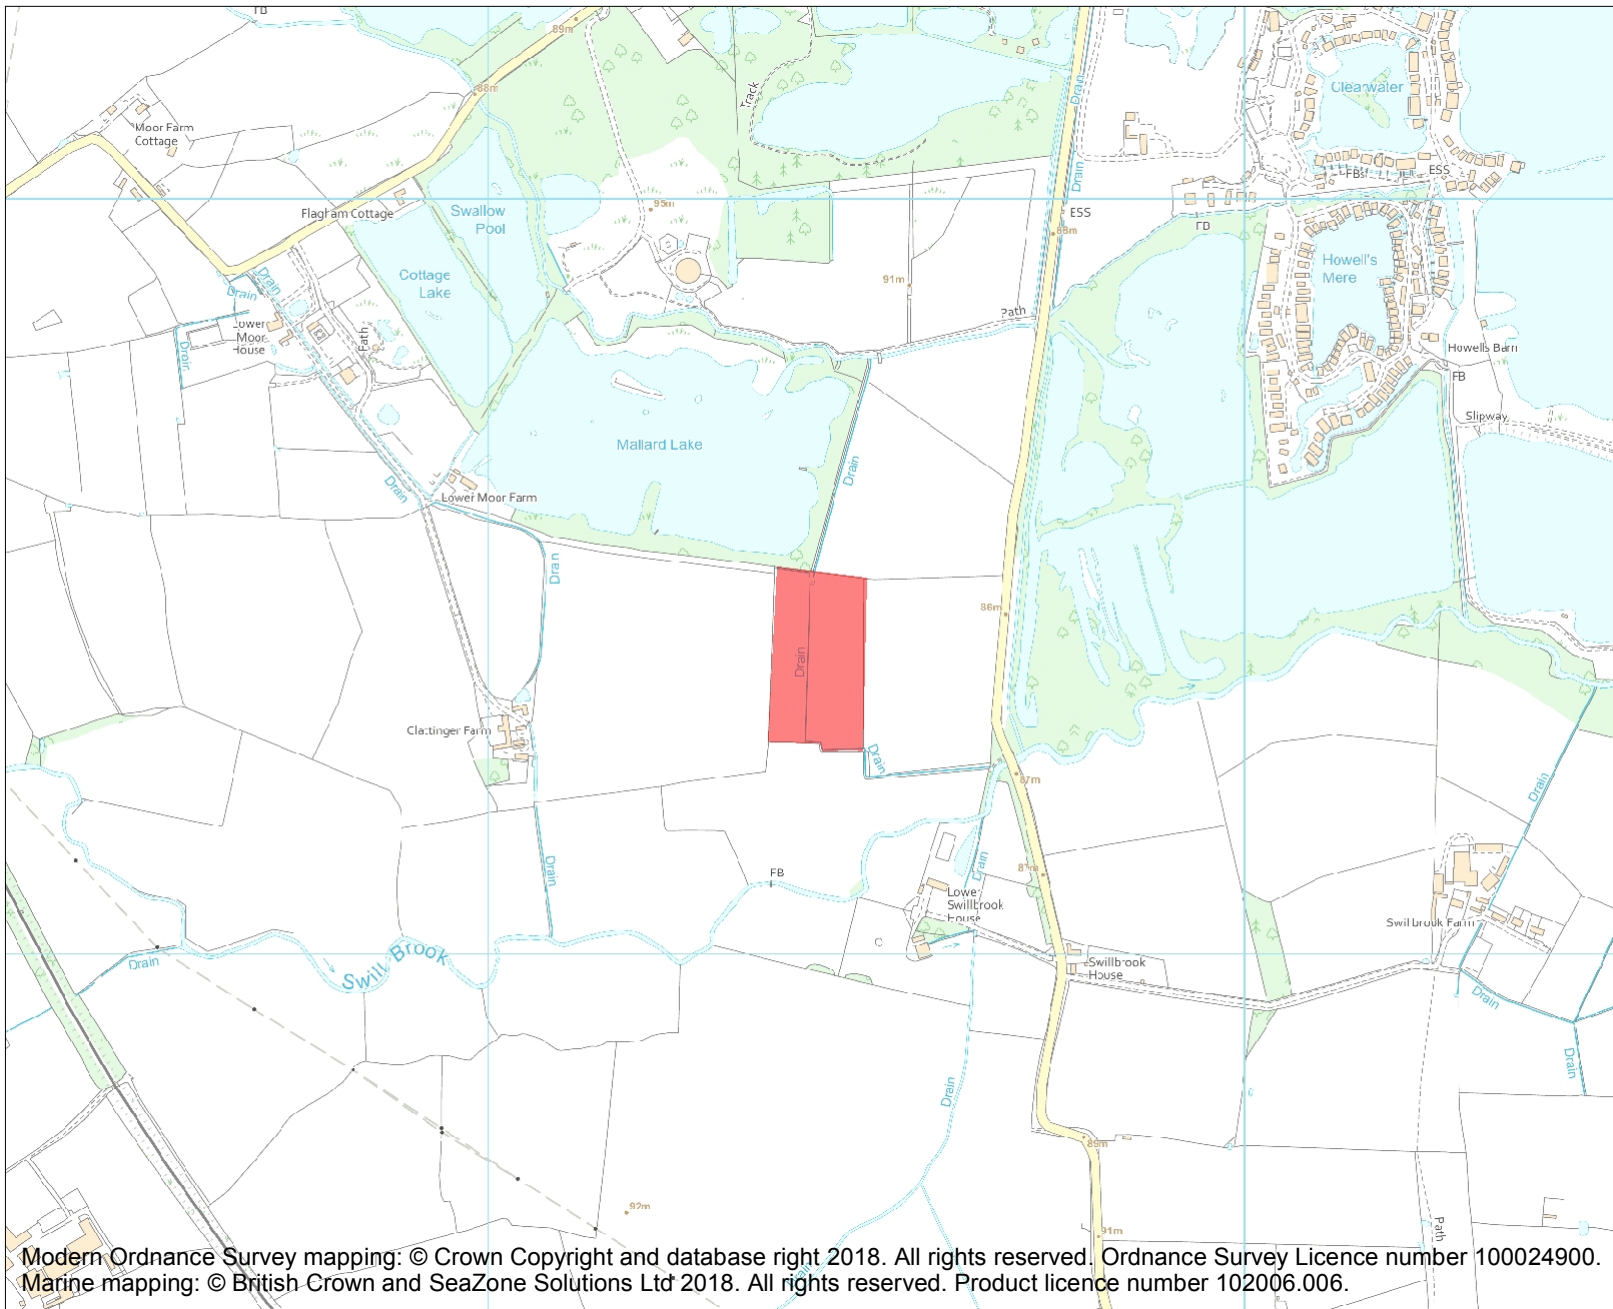 FB
89m
88m
Track
Drain
Clearwater
Moor Farm
Cottage
Drain
FBs
ESS
Flagham Cottage
Swallow
Pool
95m
ESS
88m
FB
Cottage
Lake
91m
Howell's
Mere
Drain
Drain
Path
Lower
Moor
House
Path
Drain
Howells Barn
FB
Slipway
Mallard Lake
Drain
Drain
Lower Moor Farm
Drain
86m
Drain
Clattinger Farm
Drain
87m
Drain
Drain
Drain
87m
FB
Lower
Swillbrook
House
Swillbrook Farm
Swill Brook
Drain
Swillbrook
House
Drain
Drain
Drain
89m
92m
91m
Path
Drain
Modern Ordnance Survey mapping: © Crown Copyright and database right 2018. All rights reserved. Ordnance Survey Licence number 100024900.
Marine mapping: © British Crown and SeaZone Solutions Ltd 2018. All rights reserved. Product licence number 102006.006.